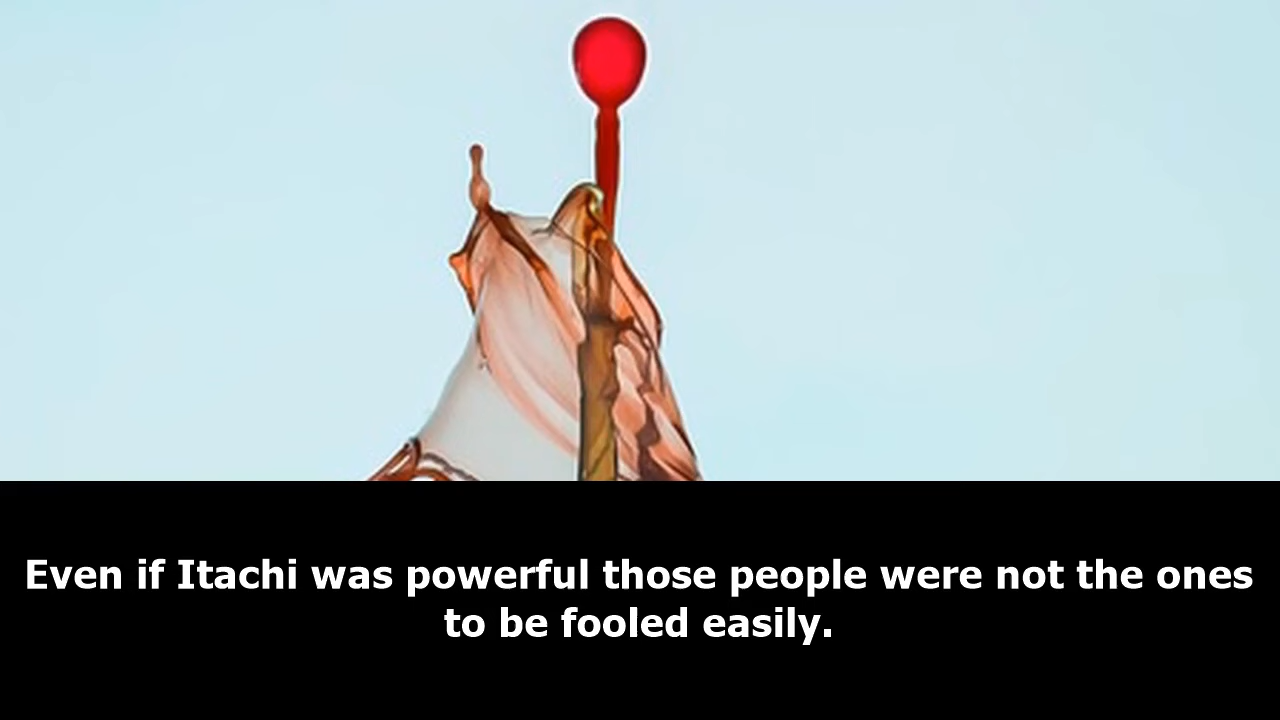 Even if Itachi was powerful those people were not the ones
to be fooled easily.